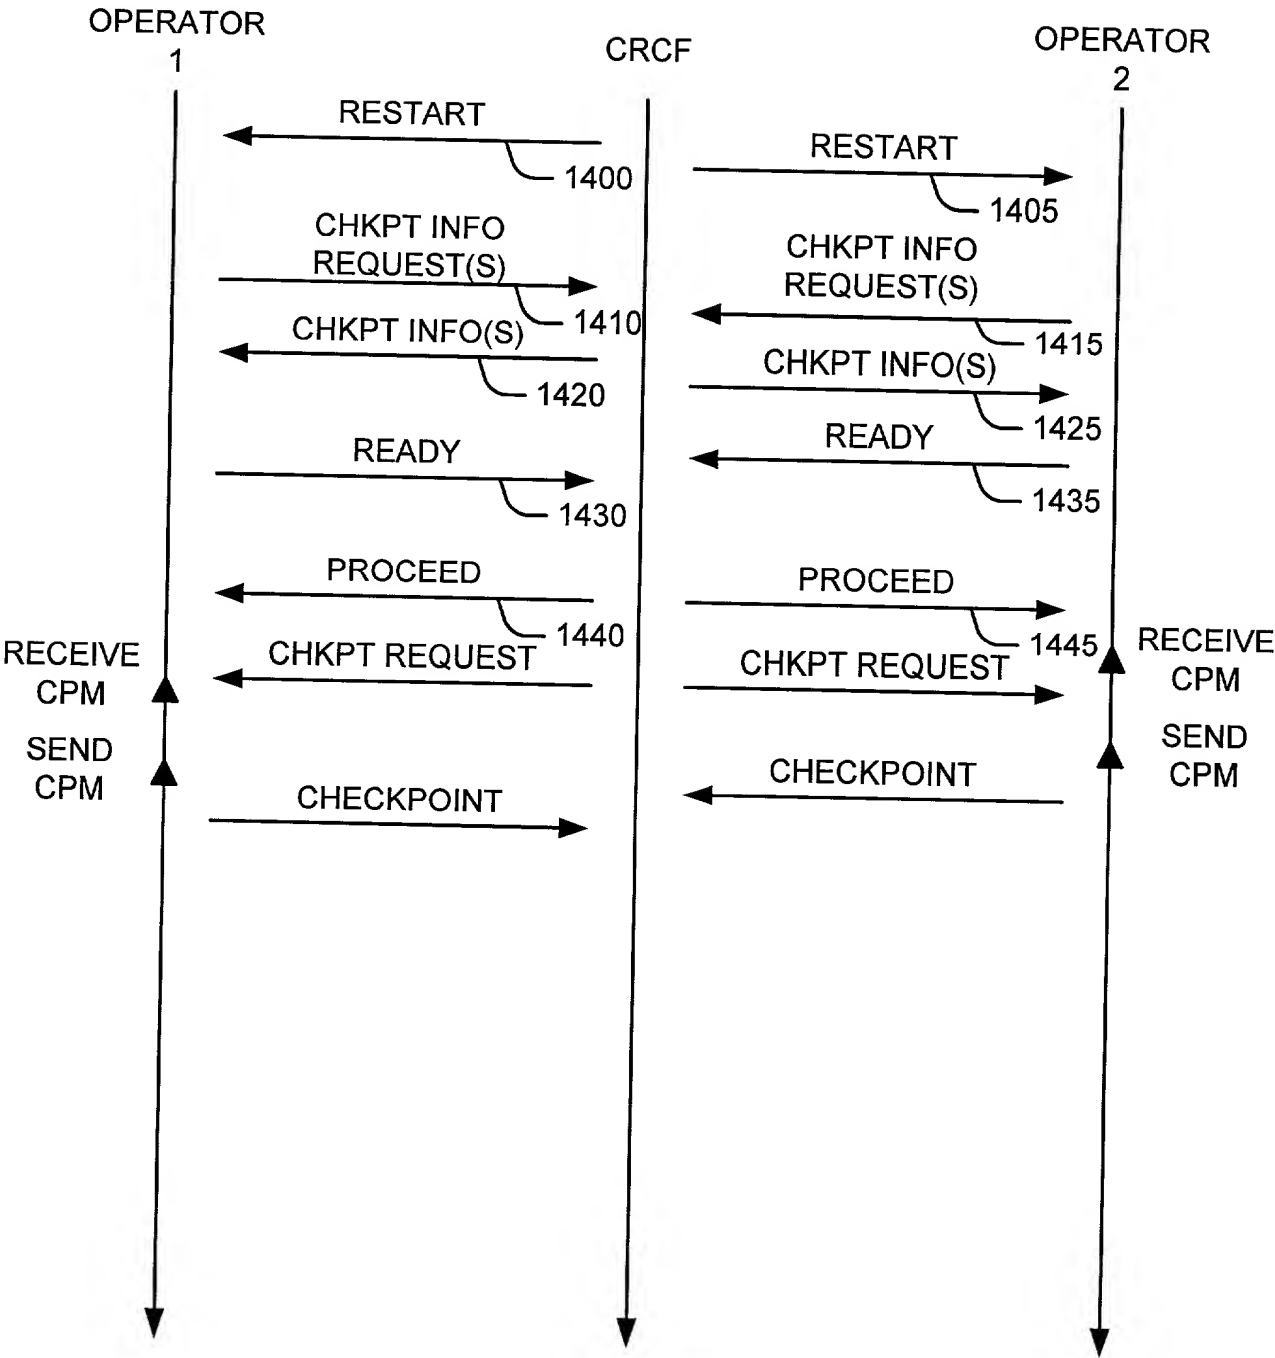 OPERATOR
1
CRCF
OPERATOR
2
RESTART
1400
RESTART
1405
CHKPT INFO
REQUEST(S)
1410
CHKPT INFO
REQUEST(S)
1415
CHKPT INFO(S)
1420
CHKPT INFO(S)
1425
READY
1430
READY
1435
PROCEED
1440
PROCEED
1445
RECEIVE
CPM
CHKPT REQUEST
CHKPT REQUEST
RECEIVE
CPM
SEND
CPM
SEND
CPM
CHECKPOINT
CHECKPOINT